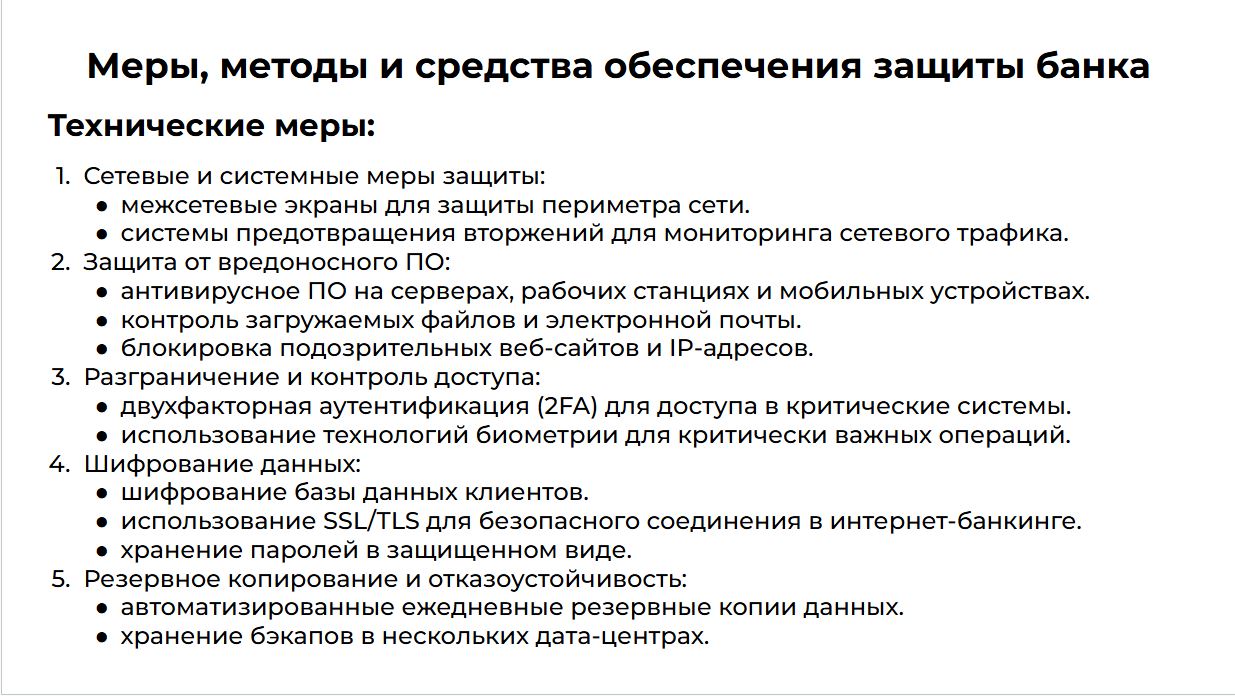 Меры, методы и средства обеспечения защиты банка
Технические меры:
1. Сетевые и системные меры защиты:
● межсетевые экраны для защиты периметра сети.
● системы предотвращения вторжений для мониторинга сетевого трафика.
2. Защита от вредоносного ПО:
● антивирусное ПО на серверах, рабочих станциях и мобильных устройствах.
● контроль загружаемых файлов и электронной почты.
● блокировка подозрительных веб-сайтов и IP-адресов.
3. Разграничение и контроль доступа:
● двухфакторная аутентификация (2FA) для доступа в критические системы.
● использование технологий биометрии для критически важных операций.
4. Шифрование данных:
● шифрование базы данных клиентов.
● использование SSL/TLS для безопасного соединения в интернет-банкинге.
● хранение паролей в защищенном виде.
5. Резервное копирование и отказоустойчивость:
● автоматизированные ежедневные резервные копии данных.
● хранение бэкапов в нескольких дата-центрах.